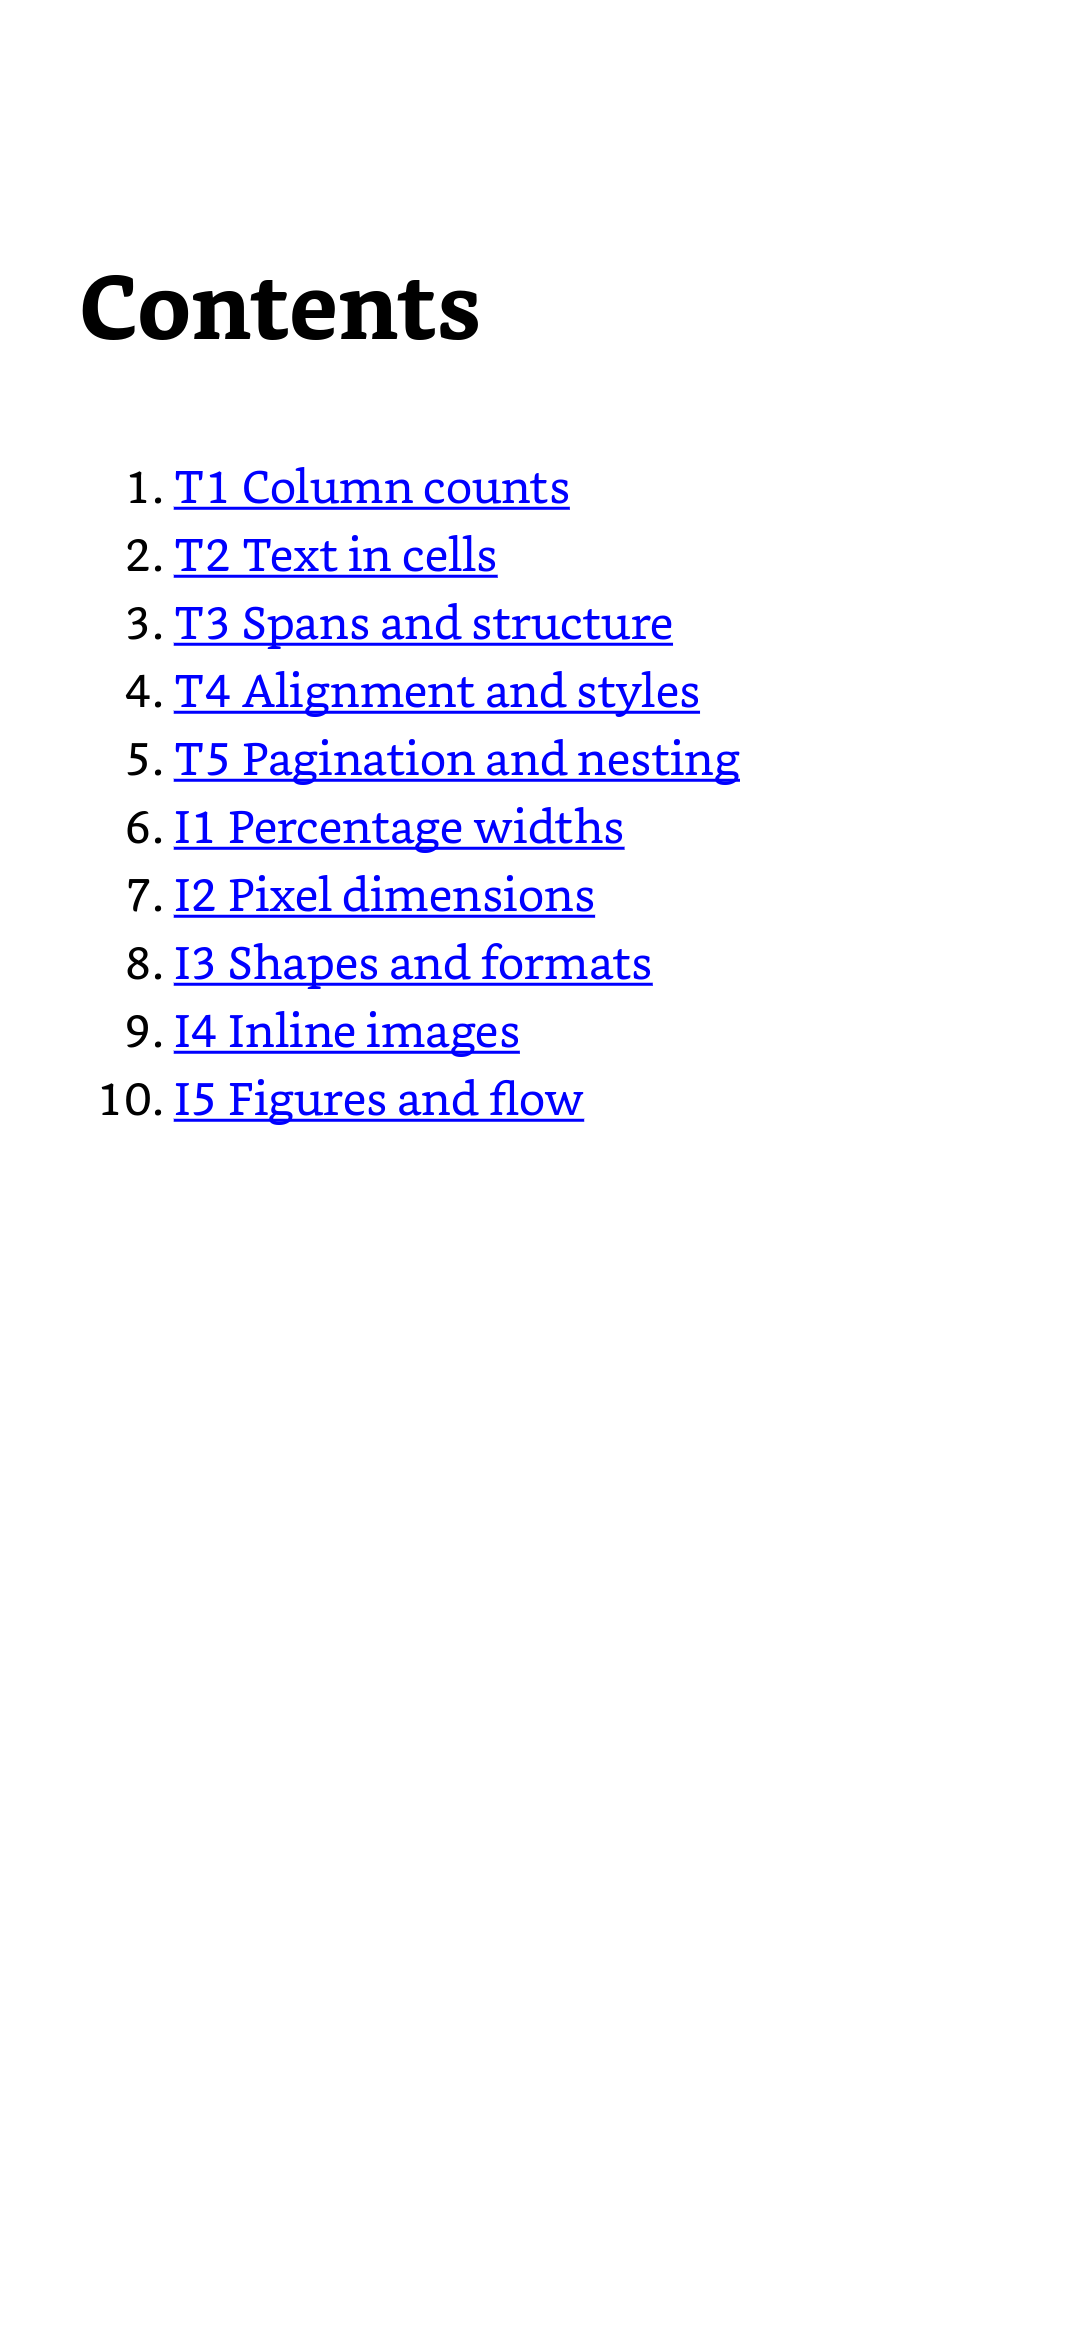 Contents
1. T1 Column counts
2. T2 Text in cells
3. T3 Spans and structure
4. T4 Alignment and styles
5. T5 Pagination and nesting
6. I1 Percentage widths
7. I2 Pixel dimensions
8. I3 Shapes and formats
9. I4 Inline images
10. I5 Figures and flow